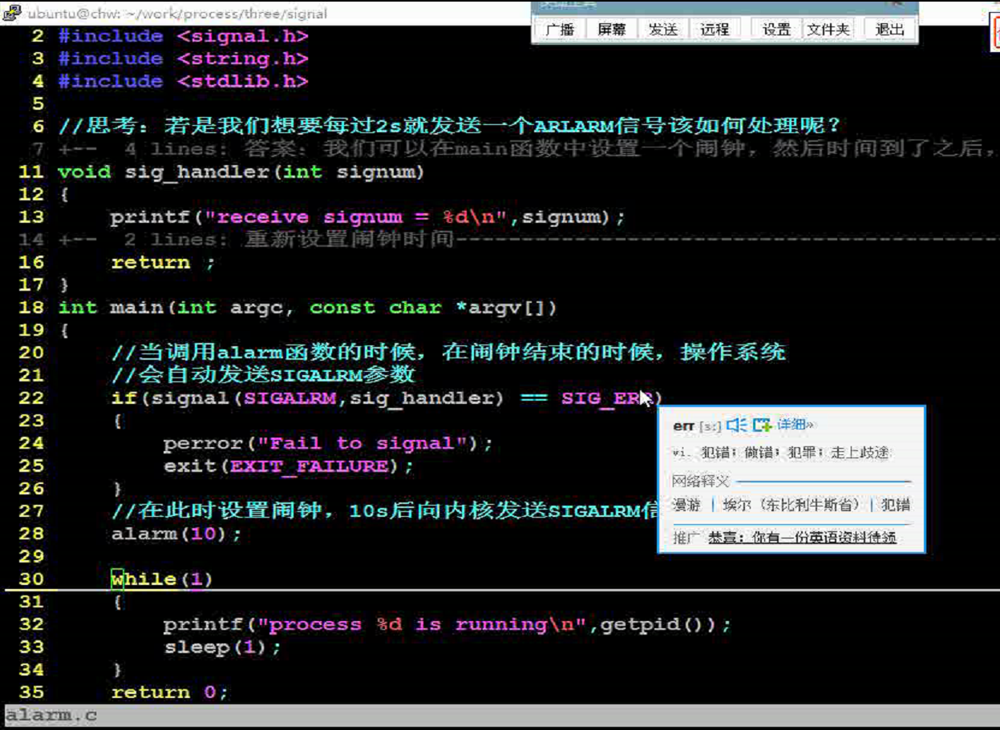 ubuntu@chw: ~/work/process/three/signal
广播 屏幕 发送 远程 设置 文件夹 退出
2 #include <signal.h>
3 #include <string.h>
4 #include <stdlib.h>
5
6 //思考：若是我们想要每过2s就发送一个ARLARM信号该如何处理呢？
7 +-- 4 lines: 答案：我们可以在main函数中设置一个闹钟，然后时间到了之后，
11 void sig_handler(int signum)
12 {
13 printf("receive signum = %d\n",signum);
14 +-- 2 lines: 重新设置闹钟时间-----------------------------------------
16 return ;
17 }
18 int main(int argc, const char *argv[])
19 {
20 //当调用alarm函数的时候，在闹钟结束的时候，操作系统
21 //会自动发送SIGALRM参数
22 if(signal(SIGALRM,sig_handler) == SIG_ERR)
23 {
24 perror("Fail to signal");
25 exit(EXIT_FAILURE);
26 }
27 //在此时设置闹钟，10s后向内核发送SIGALRM信
28 alarm(10);
29
30 while(1)
31 {
32 printf("process %d is running\n",getpid());
33 sleep(1);
34 }
35 return 0;
alarm.c
err [ɜ:] 详细»
vi. 犯错；做错；犯罪；走上歧途
网络释义
漫游 | 埃尔（东比利牛斯省） | 犯错
推广 恭喜：你有一份英语资料待领